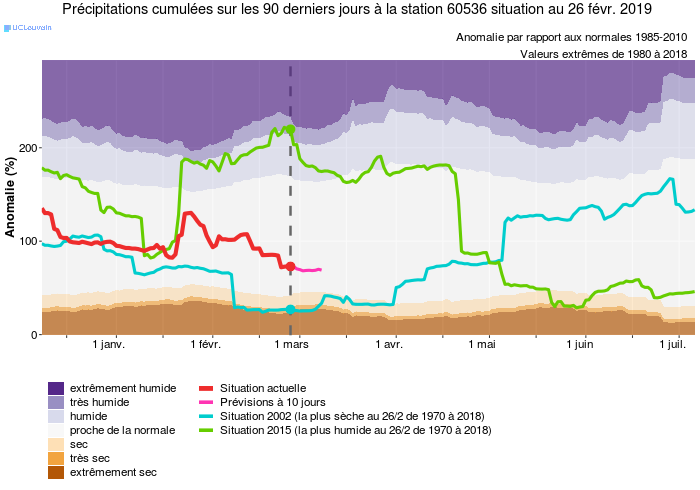 Précipitations cumulées sur les 90 derniers jours à la station 60536 situation au 26 févr. 2019
UCLouvain
Anomalie par rapport aux normales 1985-2010
Valeurs extrêmes de 1980 à 2018
Anomalie (%)
200
100
0
1 janv.
1 févr.
1 mars
1 avr.
1 mai
1 juin
1 juil.
extrêmement humide
très humide
humide
proche de la normale
sec
très sec
extrêmement sec
Situation actuelle
Prévisions à 10 jours
Situation 2002 (la plus sèche au 26/2 de 1970 à 2018)
Situation 2015 (la plus humide au 26/2 de 1970 à 2018)